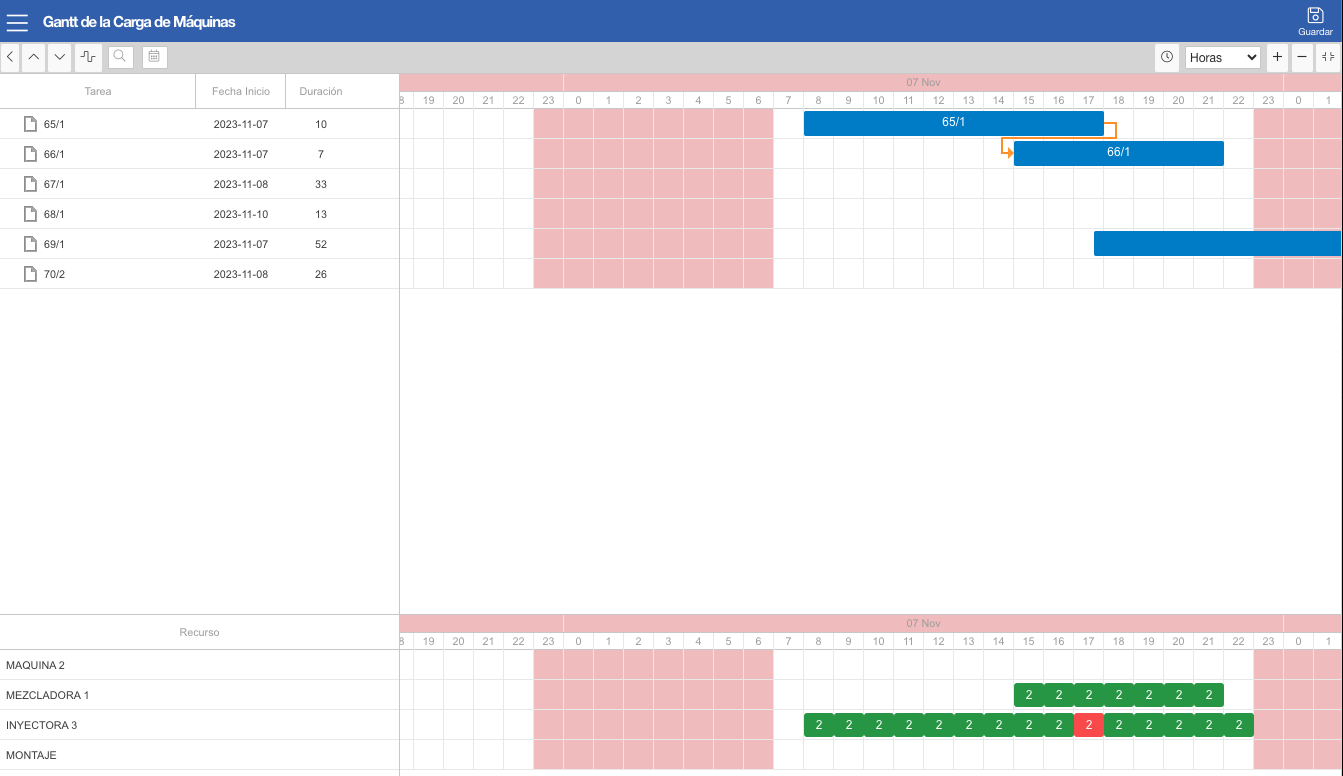 Gantt de la Carga de Máquinas
Guardar
Horas
Tarea Fecha Inicio Duración
07 Nov
8 19 20 21 22 23 0 1 2 3 4 5 6 7 8 9 10 11 12 13 14 15 16 17 18 19 20 21 22 23 0 1
65/1 2023-11-07 10 65/1
66/1 2023-11-07 7 66/1
67/1 2023-11-08 33
68/1 2023-11-10 13
69/1 2023-11-07 52
70/2 2023-11-08 26
Recurso
07 Nov
8 19 20 21 22 23 0 1 2 3 4 5 6 7 8 9 10 11 12 13 14 15 16 17 18 19 20 21 22 23 0 1
MAQUINA 2
MEZCLADORA 1 2 2 2 2 2 2 2
INYECTORA 3 2 2 2 2 2 2 2 2 2 2 2 2 2 2 2
MONTAJE